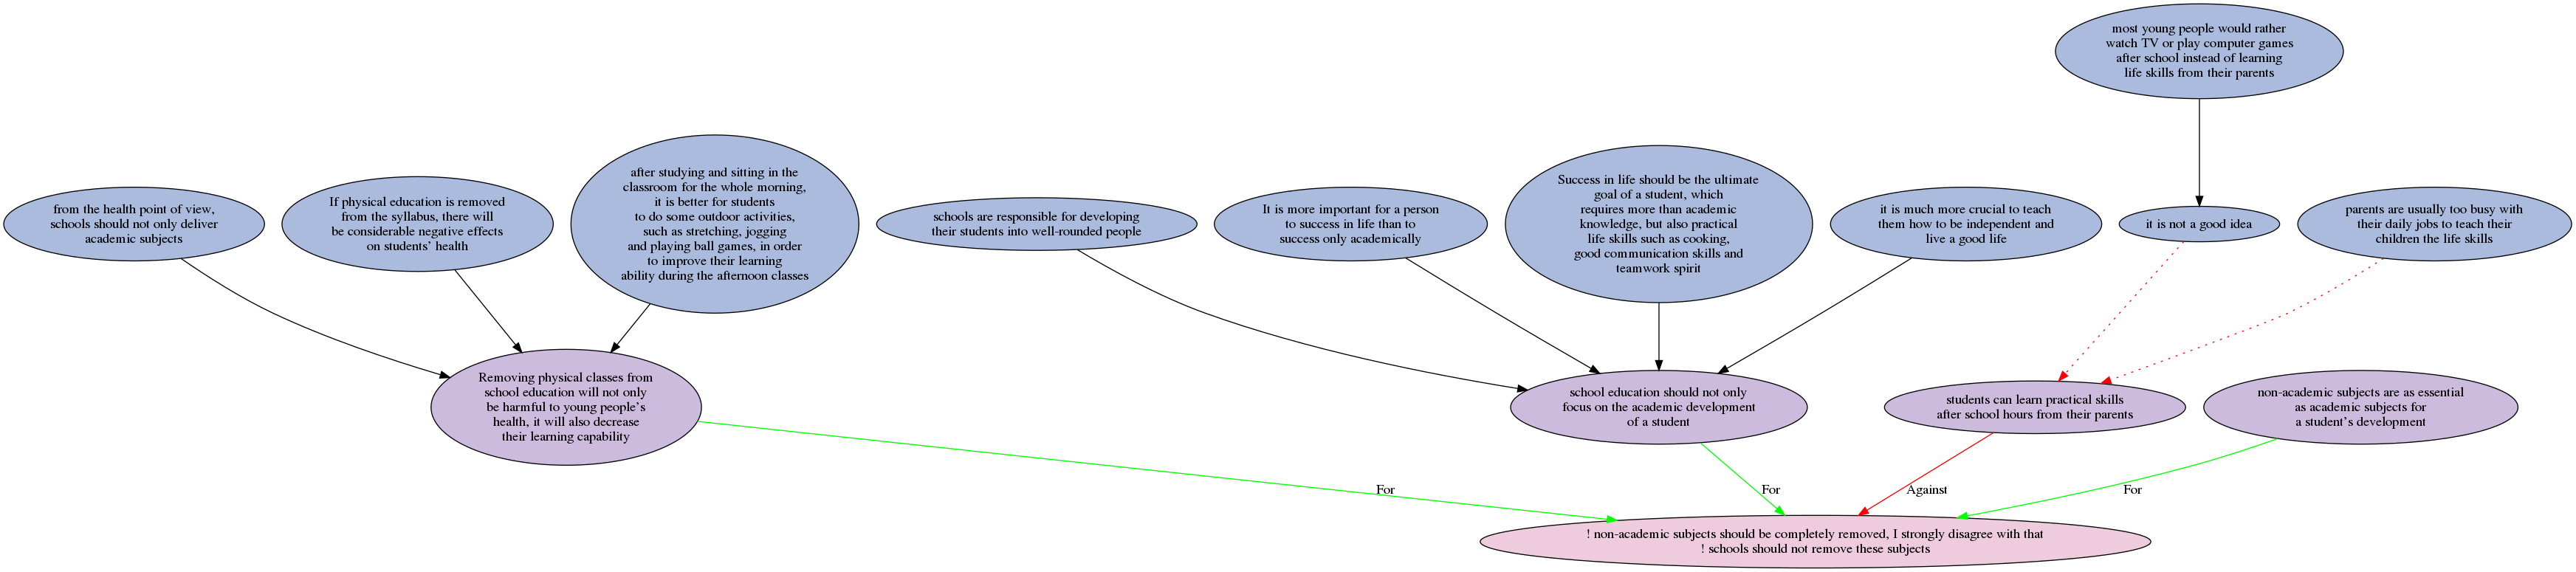 most young people would rather
watch TV or play computer games
after school instead of learning
life skills from their parents
from the health point of view,
schools should not only deliver
academic subjects
If physical education is removed
from the syllabus, there will
be considerable negative effects
on students’ health
after studying and sitting in the
classroom for the whole morning,
it is better for students
to do some outdoor activities,
such as stretching, jogging
and playing ball games, in order
to improve their learning
ability during the afternoon classes
schools are responsible for developing
their students into well-rounded people
It is more important for a person
to success in life than to
success only academically
Success in life should be the ultimate
goal of a student, which
requires more than academic
knowledge, but also practical
life skills such as cooking,
good communication skills and
teamwork spirit
it is much more crucial to teach
them how to be independent and
live a good life
it is not a good idea
parents are usually too busy with
their daily jobs to teach their
children the life skills
Removing physical classes from
school education will not only
be harmful to young people’s
health, it will also decrease
their learning capability
school education should not only
focus on the academic development
of a student
students can learn practical skills
after school hours from their parents
non-academic subjects are as essential
as academic subjects for
a student’s development
For
For
Against
For
! non-academic subjects should be completely removed, I strongly disagree with that
! schools should not remove these subjects